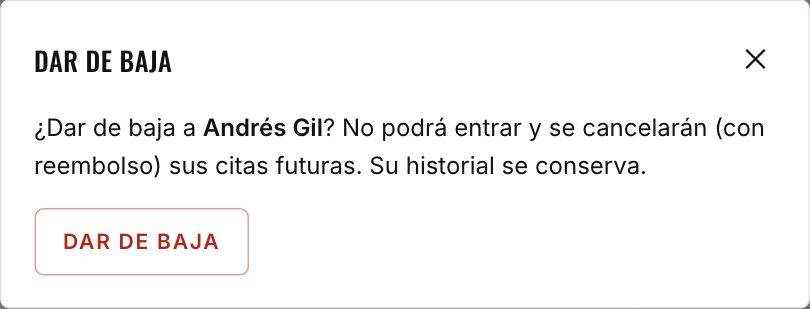 DAR DE BAJA
¿Dar de baja a Andrés Gil? No podrá entrar y se cancelarán (con
reembolso) sus citas futuras. Su historial se conserva.
DAR DE BAJA